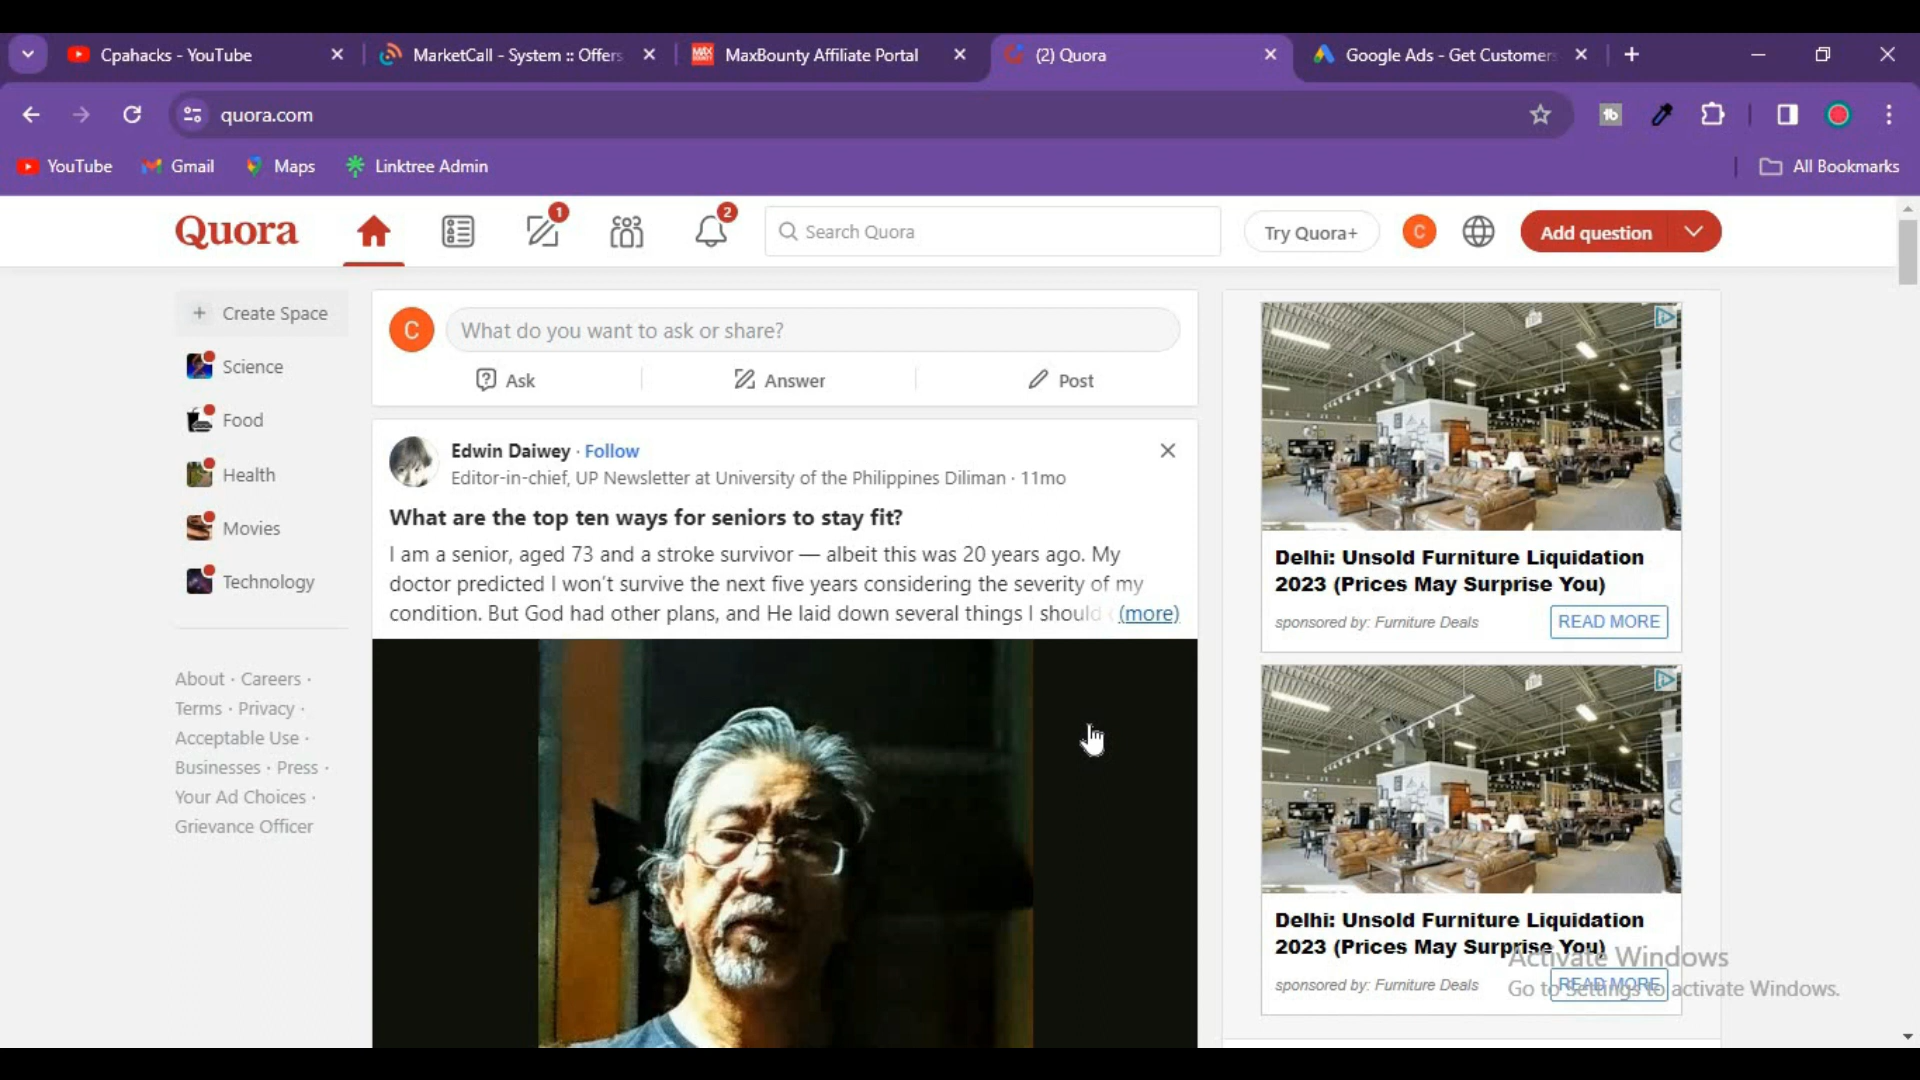 Cpahacks - YouTube
MarketCall - System :: Offers
MaxBounty Affiliate Portal
(2) Quora
Google Ads - Get Customers
quora.com
YouTube
Gmail
Maps
Linktree Admin
All Bookmarks
Quora
1
2
Search Quora
Try Quora+
C
Add question
Create Space
Science
Food
Health
Movies
Technology
About · Careers ·
Terms · Privacy ·
Acceptable Use ·
Businesses · Press ·
Your Ad Choices ·
Grievance Officer
C
What do you want to ask or share?
Ask
Answer
Post
Edwin Daiwey · Follow
Editor-in-chief, UP Newsletter at University of the Philippines Diliman · 11mo
What are the top ten ways for seniors to stay fit?
I am a senior, aged 73 and a stroke survivor — albeit this was 20 years ago. My
doctor predicted I won't survive the next five years considering the severity of my
condition. But God had other plans, and He laid down several things I should (more)
Delhi: Unsold Furniture Liquidation
2023 (Prices May Surprise You)
sponsored by: Furniture Deals
READ MORE
Delhi: Unsold Furniture Liquidation
2023 (Prices May Surprise You)
sponsored by: Furniture Deals
READ MORE
Activate Windows
Go to Settings to activate Windows.